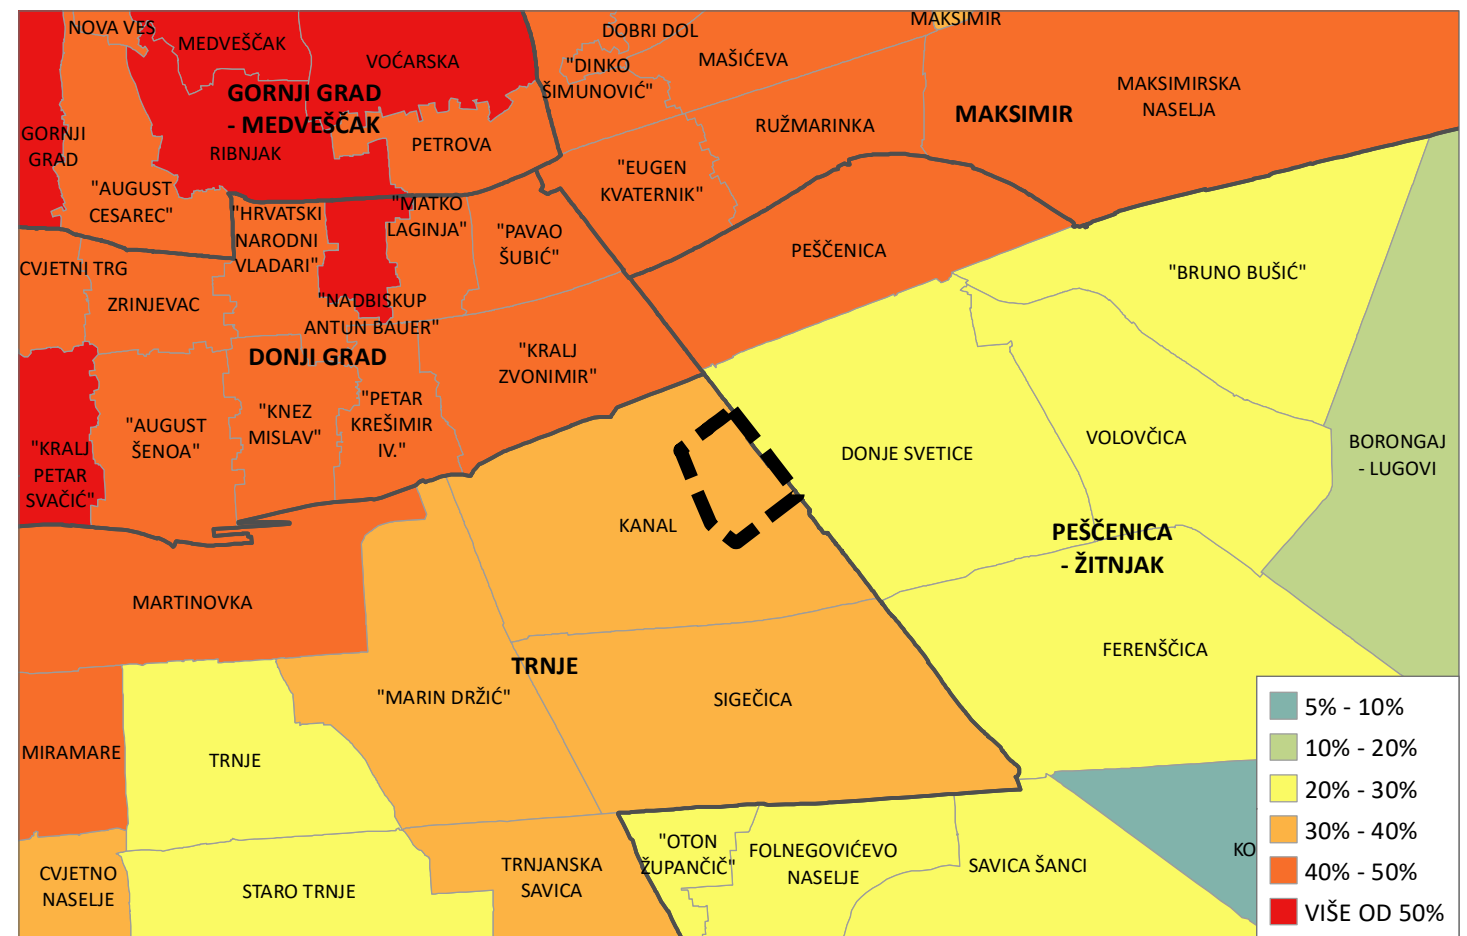 NOVA VES
MEDVEŠČAK
VOĆARSKA
DOBRI DOL
MAKSIMIR
"DINKO
ŠIMUNOVIĆ"
MAŠIĆEVA
MAKSIMIRSKA
NASELJA
GORNJI GRAD
- MEDVEŠČAK
MAKSIMIR
GORNJI
GRAD
RIBNJAK
PETROVA
RUŽMARINKA
"EUGEN
KVATERNIK"
"AUGUST
CESAREC"
"HRVATSKI
NARODNI
VLADARI"
"MATKO
LAGINJA"
"PAVAO
ŠUBIĆ"
PEŠČENICA
"BRUNO BUŠIĆ"
CVJETNI TRG
ZRINJEVAC
"NADBISKUP
ANTUN BAUER"
DONJI GRAD
"KRALJ
ZVONIMIR"
"KRALJ
PETAR
SVAČIĆ"
"AUGUST
ŠENOA"
"KNEZ
MISLAV"
"PETAR
KREŠIMIR
IV."
DONJE SVETICE
VOLOVČICA
BORONGAJ
- LUGOVI
KANAL
PEŠČENICA
- ŽITNJAK
MARTINOVKA
FERENŠČICA
TRNJE
"MARIN DRŽIĆ"
SIGEČICA
MIRAMARE
TRNJE
CVJETNO
NASELJE
STARO TRNJE
TRNJANSKA
SAVICA
"OTON
ŽUPANČIČ"
FOLNEGOVIĆEVO
NASELJE
SAVICA ŠANCI
KO
5% - 10%
10% - 20%
20% - 30%
30% - 40%
40% - 50%
VIŠE OD 50%